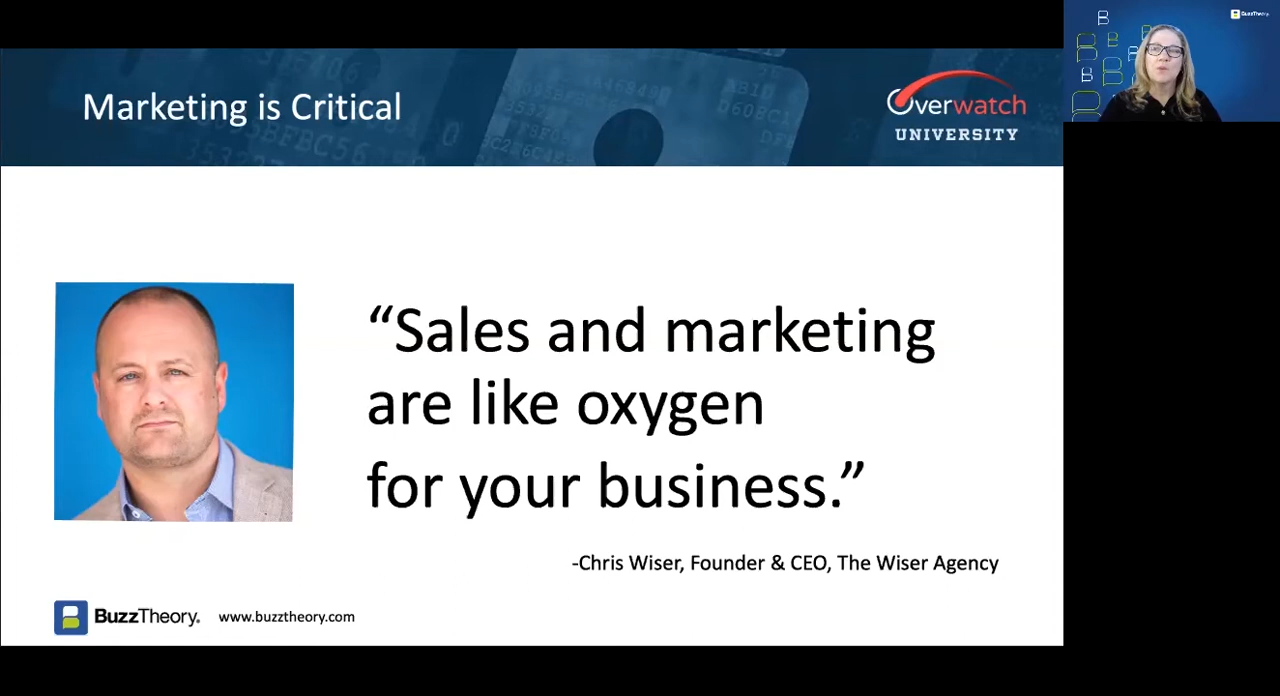 Marketing is Critical
Overwatch
UNIVERSITY
BuzzTheory
“Sales and marketing
are like oxygen
for your business.”
-Chris Wiser, Founder & CEO, The Wiser Agency
BuzzTheory® www.buzztheory.com